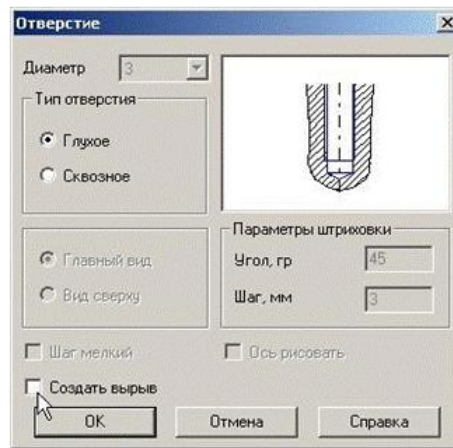 Отверстие
Диаметр 3
Тип отверстия
Глухое
Сквозное
Главный вид
Вид сверху
Параметры штриховки
Угол, гр 45
Шаг, мм 3
Шаг мелкий
Ось рисовать
Создать вырыв
OK Отмена Справка